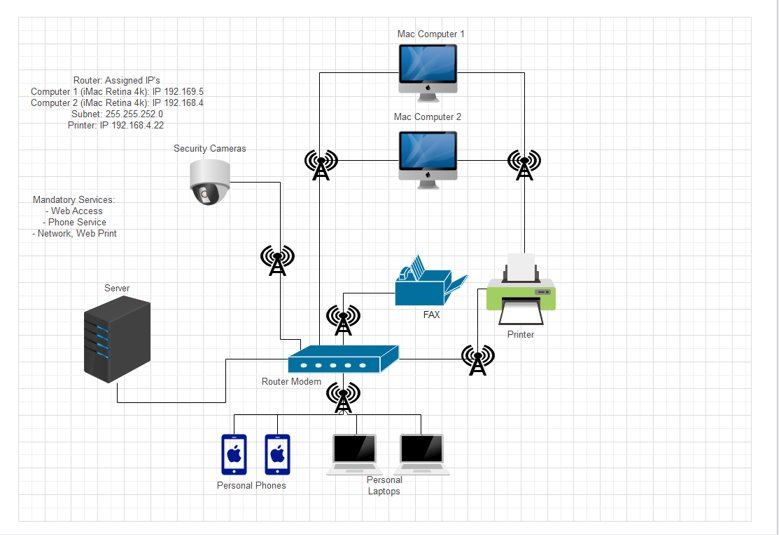 Mac Computer 1
Router: Assigned IP's
Computer 1 (iMac Retina 4k): IP 192.169.5
Computer 2 (iMac Retina 4k): IP 192.168.4
Subnet: 255.255.252.0
Printer: IP 192.168.4.22
Mac Computer 2
Security Cameras
Mandatory Services:
- Web Access
- Phone Service
- Network, Web Print
Server
FAX
Printer
Router Modem
Personal Phones
Personal
Laptops